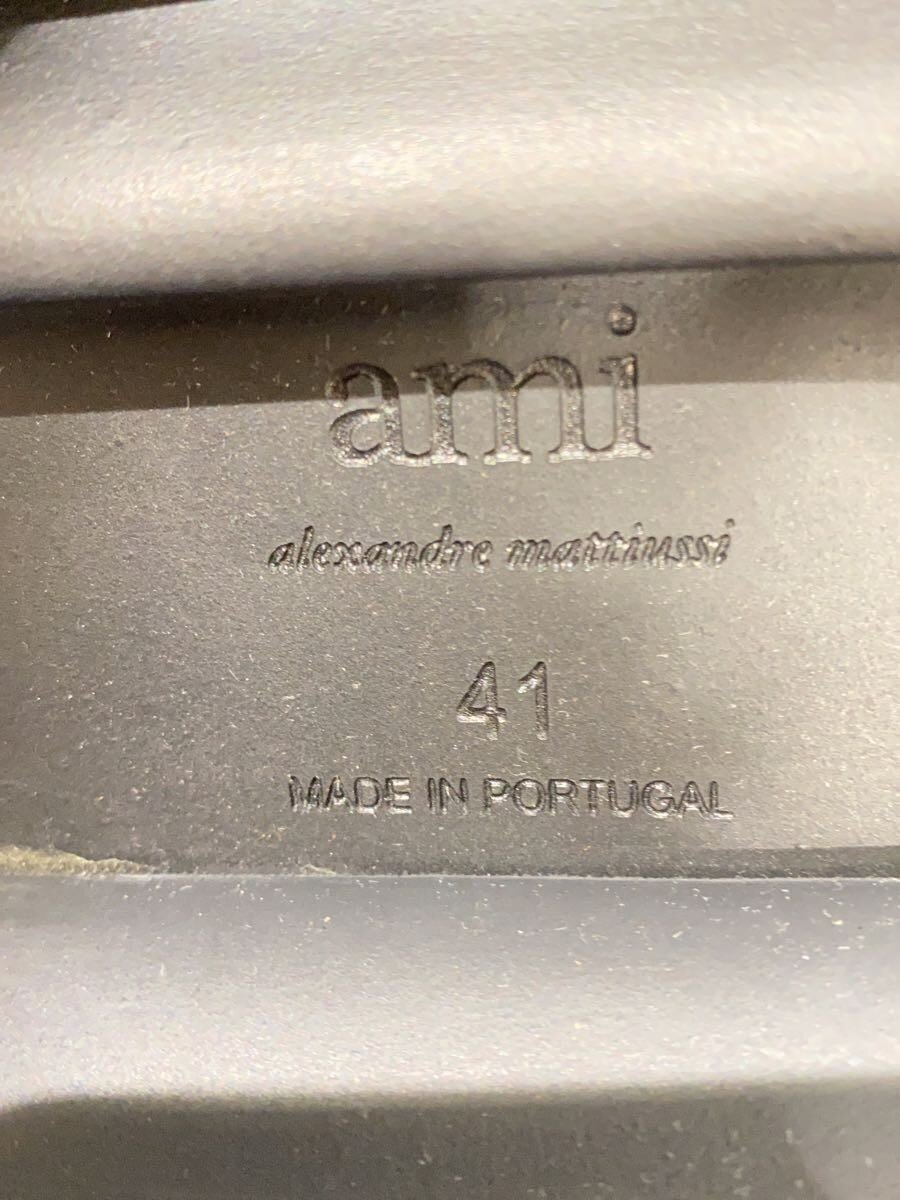 ami
alexandre mattiussi
41
MADE IN PORTUGAL